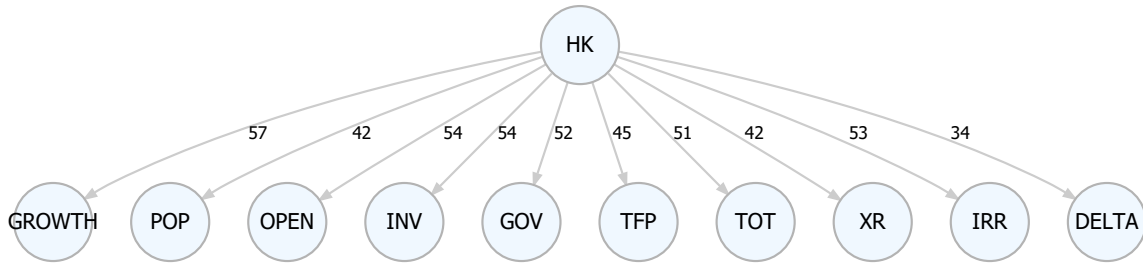 HK
57 42 54 54 52 45 51 42 53 34
GROWTH POP OPEN INV GOV TFP TOT XR IRR DELTA